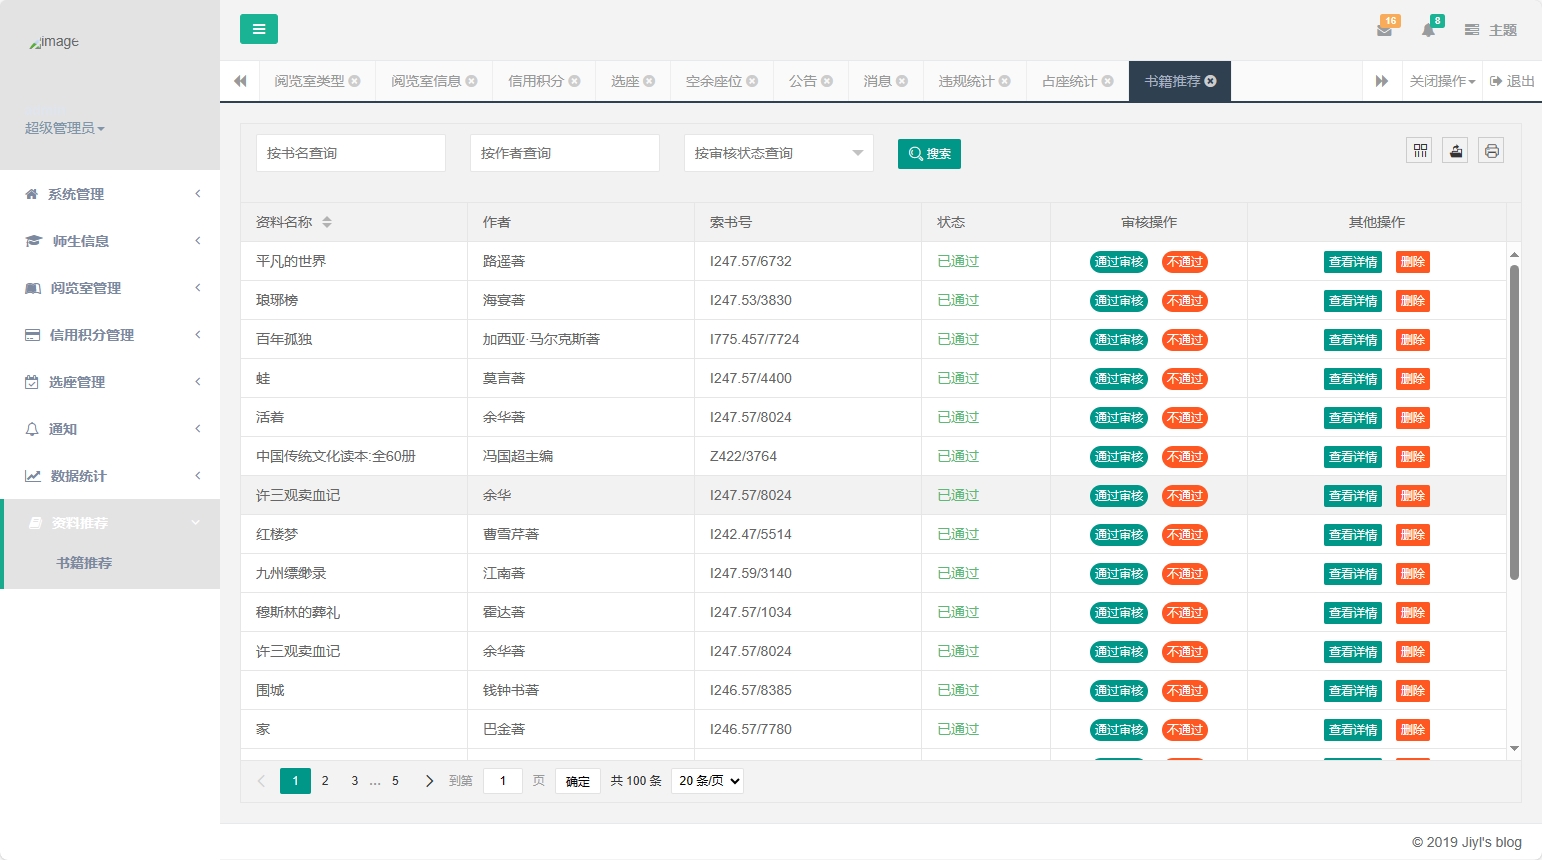 image
超级管理员
系统管理
师生信息
阅览室管理
信用积分管理
选座管理
通知
数据统计
资料推荐
书籍推荐
16
8
主题
阅览室类型 阅览室信息 信用积分 选座 空余座位 公告 消息 违规统计 占座统计 书籍推荐 关闭操作 退出
按书名查询 按作者查询 按审核状态查询 搜索
资料名称 作者 索书号 状态 审核操作 其他操作
平凡的世界 路遥著 I247.57/6732 已通过 通过审核 不通过 查看详情 删除
琅琊榜 海宴著 I247.53/3830 已通过 通过审核 不通过 查看详情 删除
百年孤独 加西亚·马尔克斯著 I775.457/7724 已通过 通过审核 不通过 查看详情 删除
蛙 莫言著 I247.57/4400 已通过 通过审核 不通过 查看详情 删除
活着 余华著 I247.57/8024 已通过 通过审核 不通过 查看详情 删除
中国传统文化读本:全60册 冯国超主编 Z422/3764 已通过 通过审核 不通过 查看详情 删除
许三观卖血记 余华 I247.57/8024 已通过 通过审核 不通过 查看详情 删除
红楼梦 曹雪芹著 I242.47/5514 已通过 通过审核 不通过 查看详情 删除
九州缥缈录 江南著 I247.59/3140 已通过 通过审核 不通过 查看详情 删除
穆斯林的葬礼 霍达著 I247.57/1034 已通过 通过审核 不通过 查看详情 删除
许三观卖血记 余华著 I247.57/8024 已通过 通过审核 不通过 查看详情 删除
围城 钱钟书著 I246.57/8385 已通过 通过审核 不通过 查看详情 删除
家 巴金著 I246.57/7780 已通过 通过审核 不通过 查看详情 删除
1 2 3 … 5 到第 1 页 确定 共 100 条 20 条/页
© 2019 Jiyl's blog